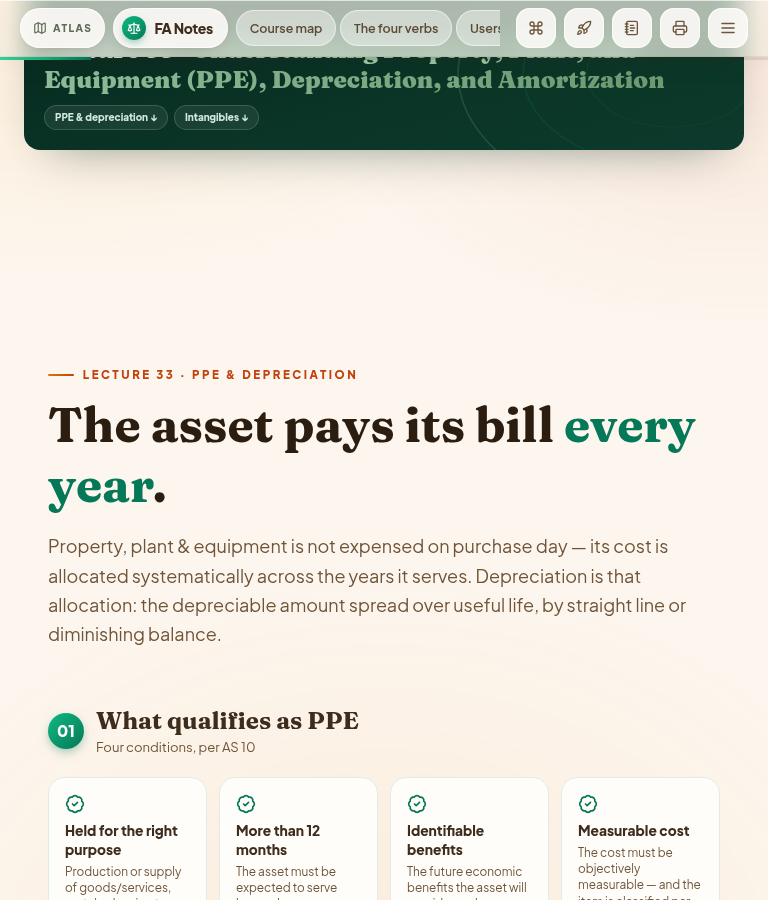 ATLAS
FA Notes
Course map
The four verbs
Users
Equipment (PPE), Depreciation, and Amortization
PPE & depreciation ↓
Intangibles ↓
LECTURE 33 · PPE & DEPRECIATION
The asset pays its bill every
year.
Property, plant & equipment is not expensed on purchase day — its cost is
allocated systematically across the years it serves. Depreciation is that
allocation: the depreciable amount spread over useful life, by straight line or
diminishing balance.
01
What qualifies as PPE
Four conditions, per AS 10
Held for the right
purpose
Production or supply
of goods/services,
More than 12
months
The asset must be
expected to serve
Identifiable
benefits
The future economic
benefits the asset will
Measurable cost
The cost must be
objectively
measurable — and the